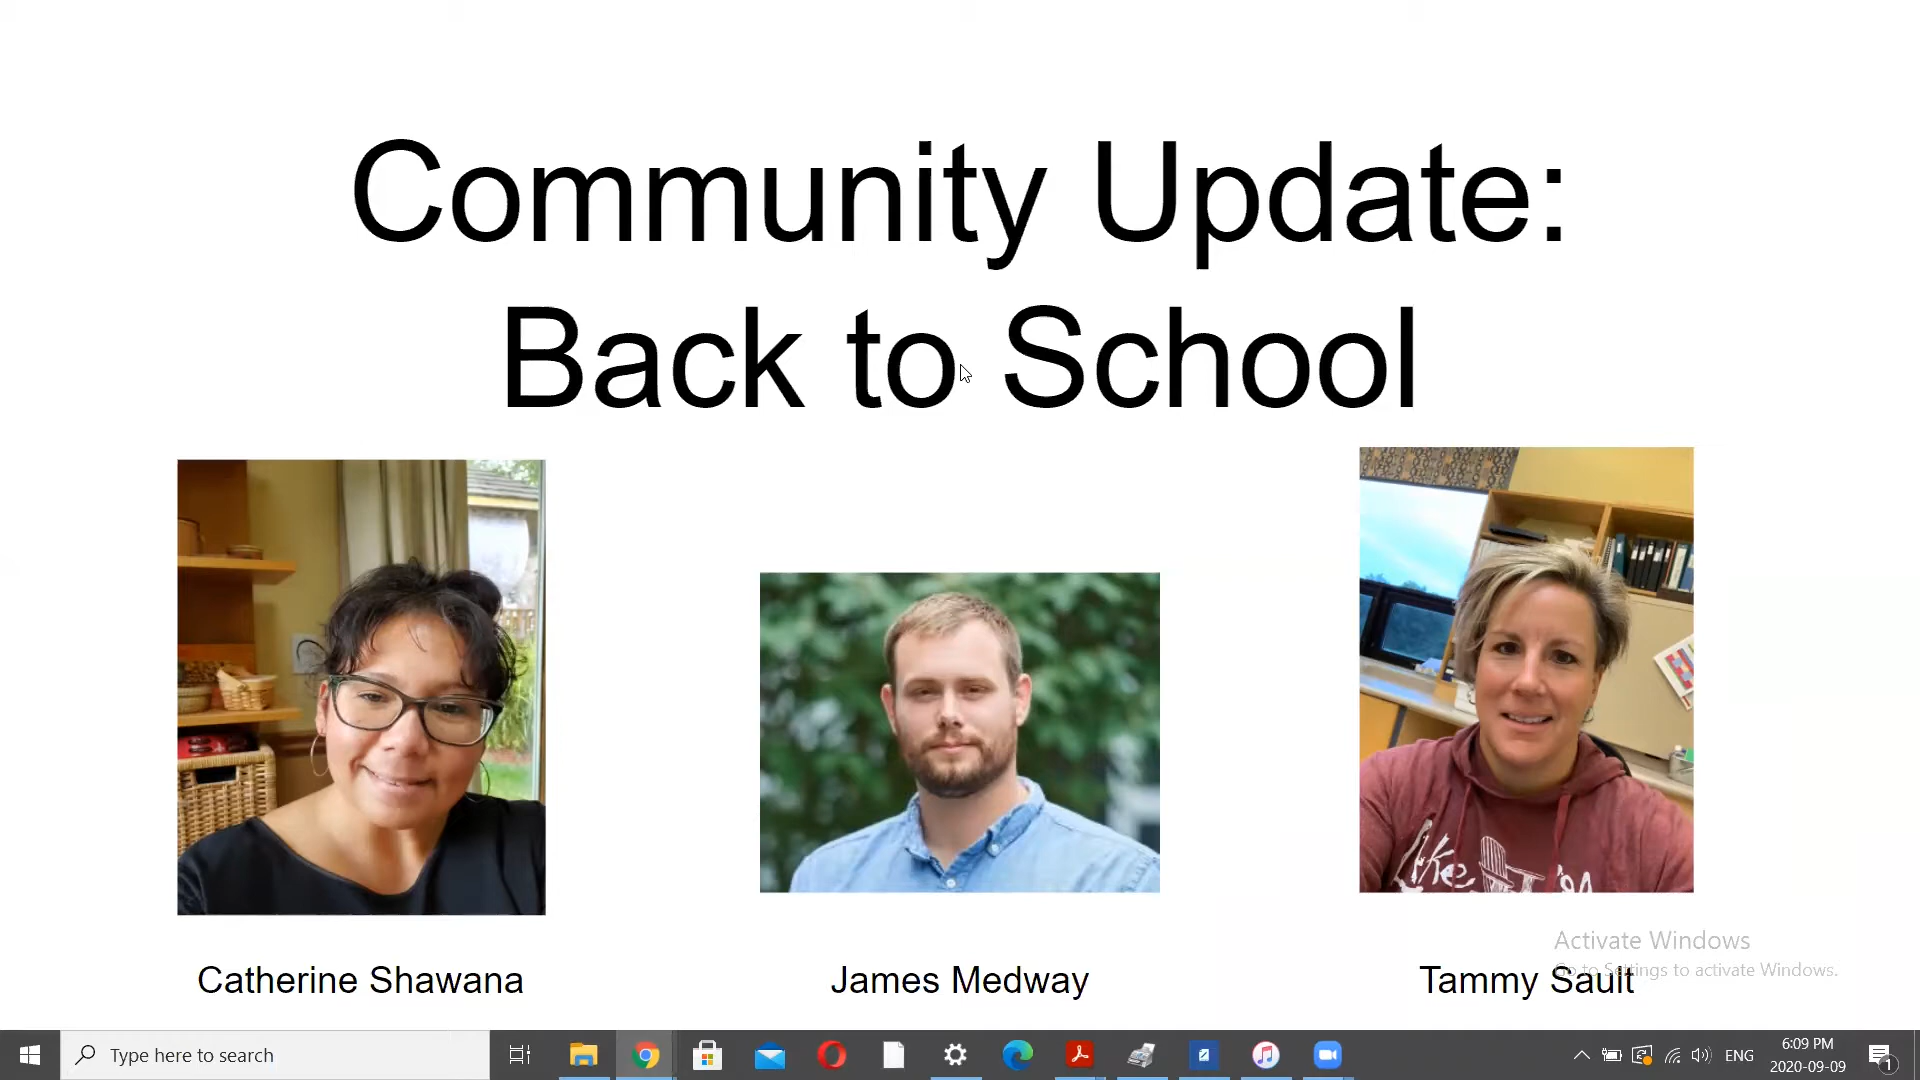 Community Update:
Back to School
Catherine Shawana
James Medway
Tammy Sault
Activate Windows
Go to Settings to activate Windows.
Type here to search
ENG
6:09 PM
2020-09-09
1